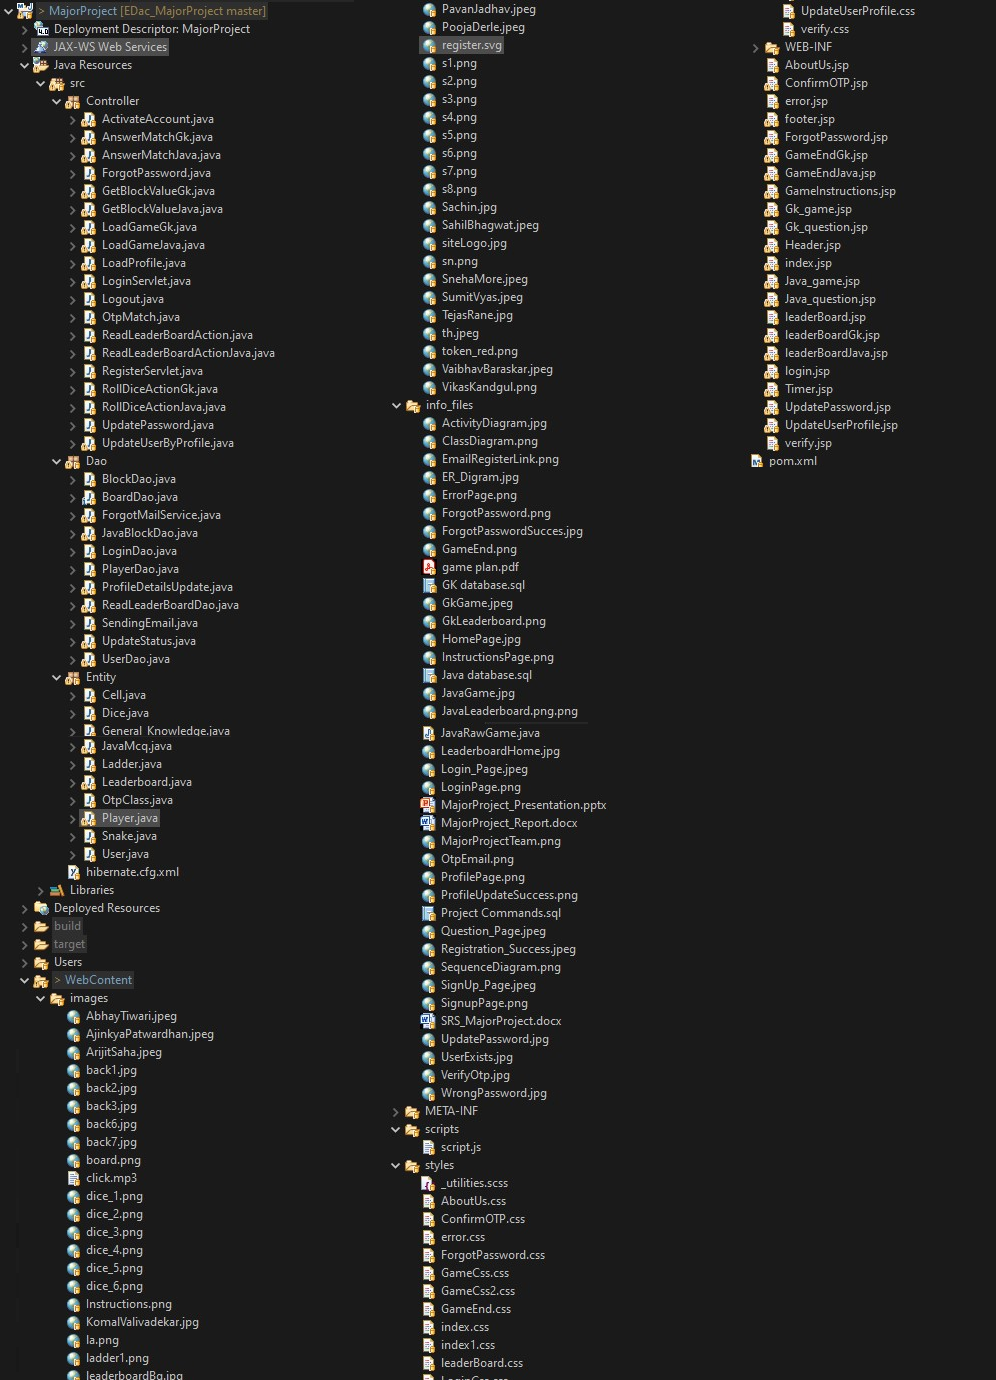 > MajorProject [EDac_MajorProject master]
Deployment Descriptor: MajorProject
JAX-WS Web Services
Java Resources
src
Controller
ActivateAccount.java
AnswerMatchGk.java
AnswerMatchJava.java
ForgotPassword.java
GetBlockValueGk.java
GetBlockValueJava.java
LoadGameGk.java
LoadGameJava.java
LoadProfile.java
LoginServlet.java
Logout.java
OtpMatch.java
ReadLeaderBoardAction.java
ReadLeaderBoardActionJava.java
RegisterServlet.java
RollDiceActionGk.java
RollDiceActionJava.java
UpdatePassword.java
UpdateUserByProfile.java
Dao
BlockDao.java
BoardDao.java
ForgotMailService.java
JavaBlockDao.java
LoginDao.java
PlayerDao.java
ProfileDetailsUpdate.java
ReadLeaderBoardDao.java
SendingEmail.java
UpdateStatus.java
UserDao.java
Entity
Cell.java
Dice.java
General_Knowledge.java
JavaMcq.java
Ladder.java
Leaderboard.java
OtpClass.java
Player.java
Snake.java
User.java
hibernate.cfg.xml
Libraries
Deployed Resources
build
target
Users
> WebContent
images
AbhayTiwari.jpeg
AjinkyaPatwardhan.jpeg
ArijitSaha.jpeg
back1.jpg
back2.jpg
back3.jpg
back6.jpg
back7.jpg
board.png
click.mp3
dice_1.png
dice_2.png
dice_3.png
dice_4.png
dice_5.png
dice_6.png
Instructions.png
KomalValivadekar.jpg
la.png
ladder1.png
leaderboardBg.jpg
PavanJadhav.jpeg
PoojaDerle.jpeg
register.svg
s1.png
s2.png
s3.png
s4.png
s5.png
s6.png
s7.png
s8.png
Sachin.jpg
SahilBhagwat.jpeg
siteLogo.jpg
sn.png
SnehaMore.jpeg
SumitVyas.jpeg
TejasRane.jpg
th.jpeg
token_red.png
VaibhavBaraskar.jpeg
VikasKandgul.png
info_files
ActivityDiagram.jpg
ClassDiagram.png
EmailRegisterLink.png
ER_Digram.jpg
ErrorPage.png
ForgotPassword.png
ForgotPasswordSucces.jpg
GameEnd.png
game plan.pdf
GK database.sql
GkGame.jpeg
GkLeaderboard.png
HomePage.jpg
InstructionsPage.png
Java database.sql
JavaGame.jpg
JavaLeaderboard.png.png
JavaRawGame.java
LeaderboardHome.jpg
Login_Page.jpeg
LoginPage.png
MajorProject_Presentation.pptx
MajorProject_Report.docx
MajorProjectTeam.png
OtpEmail.png
ProfilePage.png
ProfileUpdateSuccess.png
Project Commands.sql
Question_Page.jpeg
Registration_Success.jpeg
SequenceDiagram.png
SignUp_Page.jpeg
SignupPage.png
SRS_MajorProject.docx
UpdatePassword.jpg
UserExists.jpg
VerifyOtp.jpg
WrongPassword.jpg
META-INF
scripts
script.js
styles
_utilities.scss
AboutUs.css
ConfirmOTP.css
error.css
ForgotPassword.css
GameCss.css
GameCss2.css
GameEnd.css
index.css
index1.css
leaderBoard.css
LoginCss.css
UpdateUserProfile.css
verify.css
WEB-INF
AboutUs.jsp
ConfirmOTP.jsp
error.jsp
footer.jsp
ForgotPassword.jsp
GameEndGk.jsp
GameEndJava.jsp
GameInstructions.jsp
Gk_game.jsp
Gk_question.jsp
Header.jsp
index.jsp
Java_game.jsp
Java_question.jsp
leaderBoard.jsp
leaderBoardGk.jsp
leaderBoardJava.jsp
login.jsp
Timer.jsp
UpdatePassword.jsp
UpdateUserProfile.jsp
verify.jsp
pom.xml